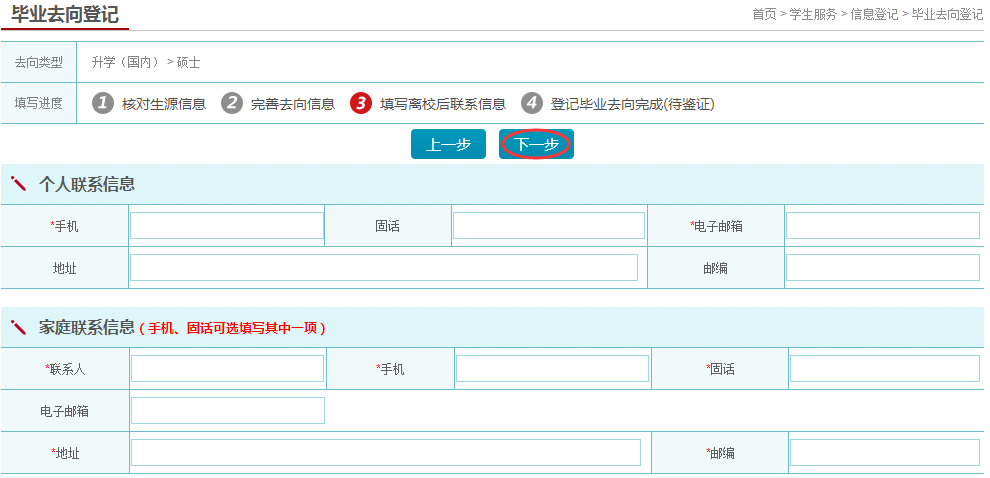 毕业去向登记
首页 > 学生服务 > 信息登记 > 毕业去向登记
去向类型 升学（国内） > 硕士
填写进度 1 核对生源信息 2 完善去向信息 3 填写离校后联系信息 4 登记毕业去向完成(待鉴证)
上一步 下一步
个人联系信息
*手机 固话 *电子邮箱
地址 邮编
家庭联系信息（手机、固话可选填写其中一项）
*联系人 *手机 *固话
电子邮箱
*地址 *邮编